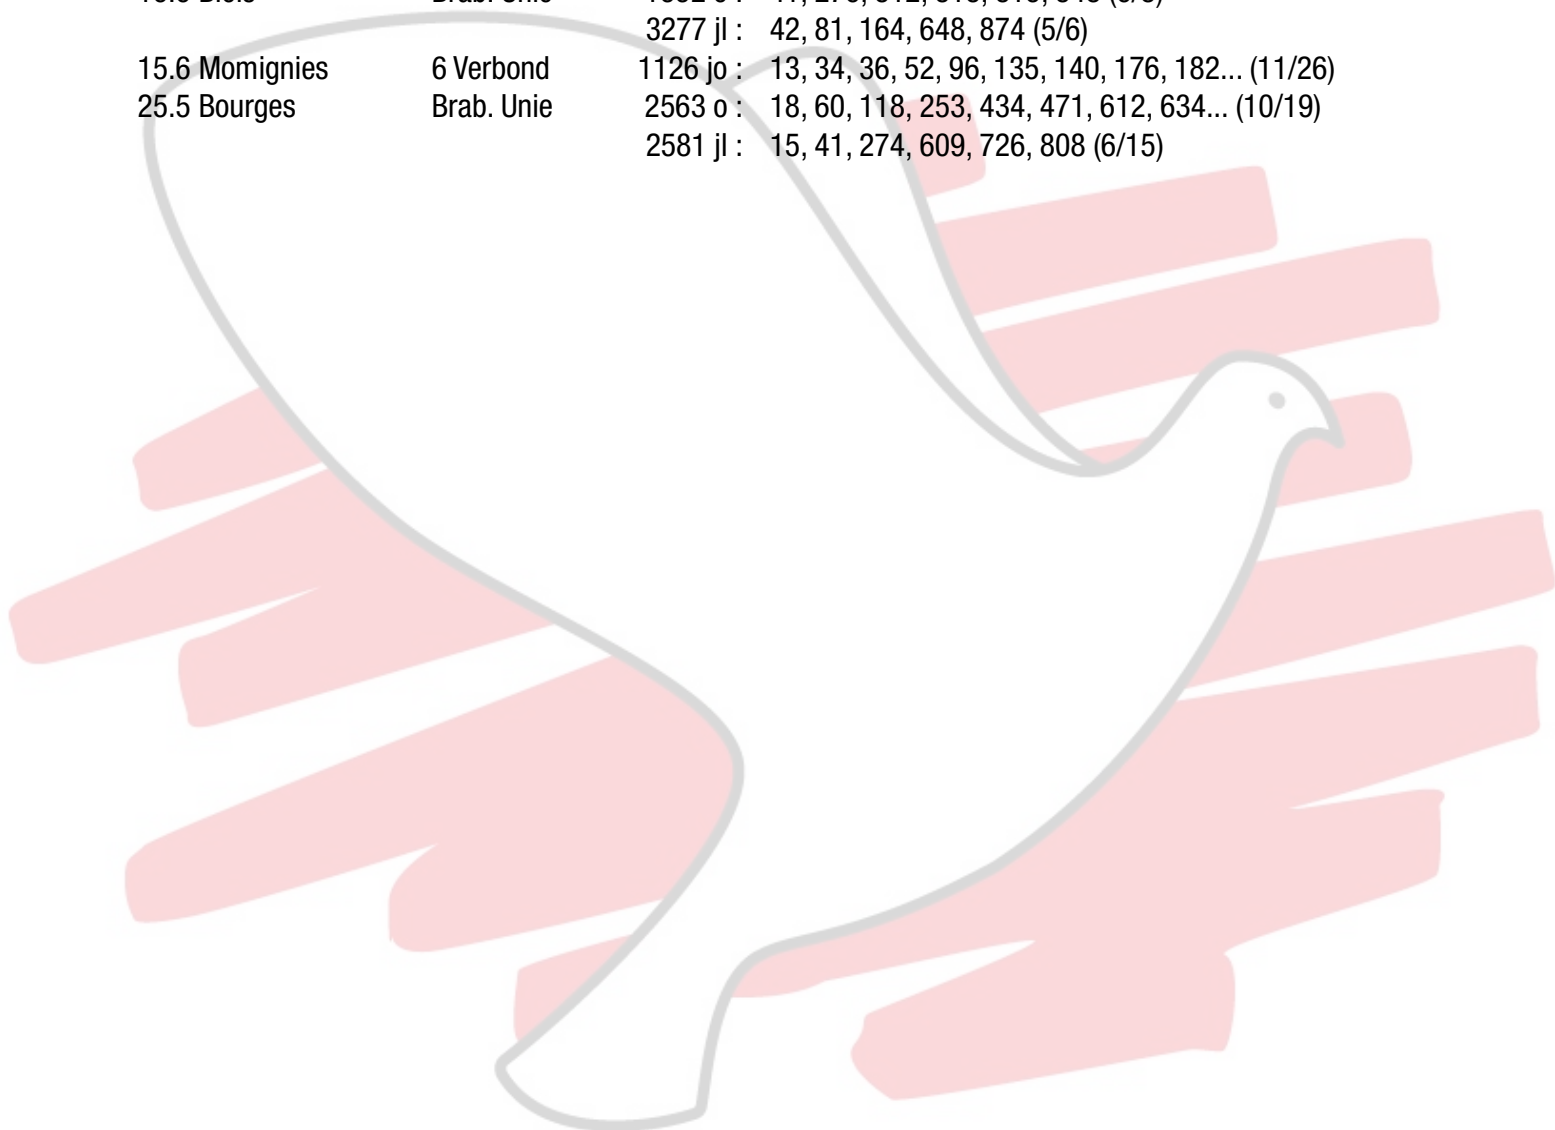 3277 jl : 42, 81, 164, 648, 874 (5/6)
15.6 Momignies 6 Verbond 1126 jo : 13, 34, 36, 52, 96, 135, 140, 176, 182... (11/26)
25.5 Bourges Brab. Unie 2563 o : 18, 60, 118, 253, 434, 471, 612, 634... (10/19)
2581 jl : 15, 41, 274, 609, 726, 808 (6/15)